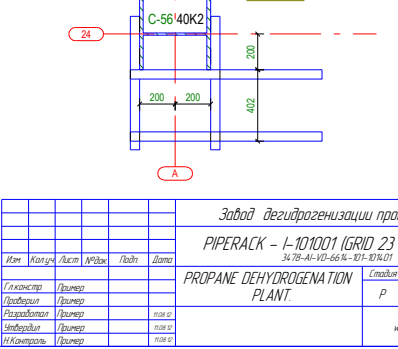 С-56 40К2
24
200
200 200
402
А
Завод дегидрогенизации про
PIPERACK - I-101001 (GRID 23
3478-AI-VD-6614-101-101401
Изм Кол.уч Лист №Док Подп Дата
PROPANE DEHYDROGENATION PLANT.
Стадия
Гл.констр. Пример
Р
Проверил Пример
Разработал Пример 11.08.12
Утвердил Пример 11.08.12
Н.Контроль Пример 11.08.12